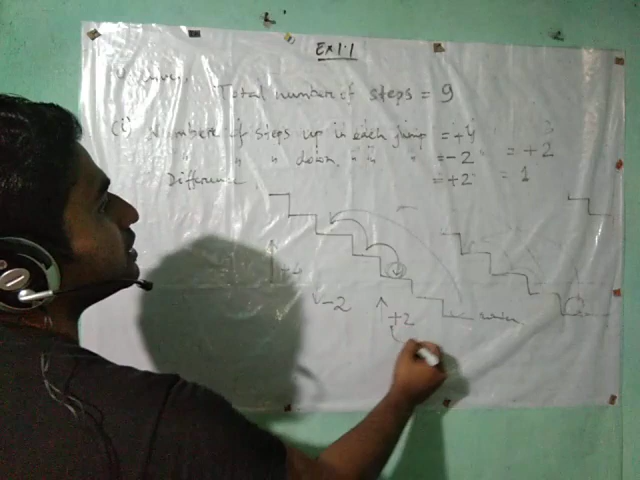 Ex 1.1
Total number of steps = 9
(i) Number of steps up in each jump = +4
" " " down " " " = -2 " = +2
Difference = +2 = 1
-2
+2